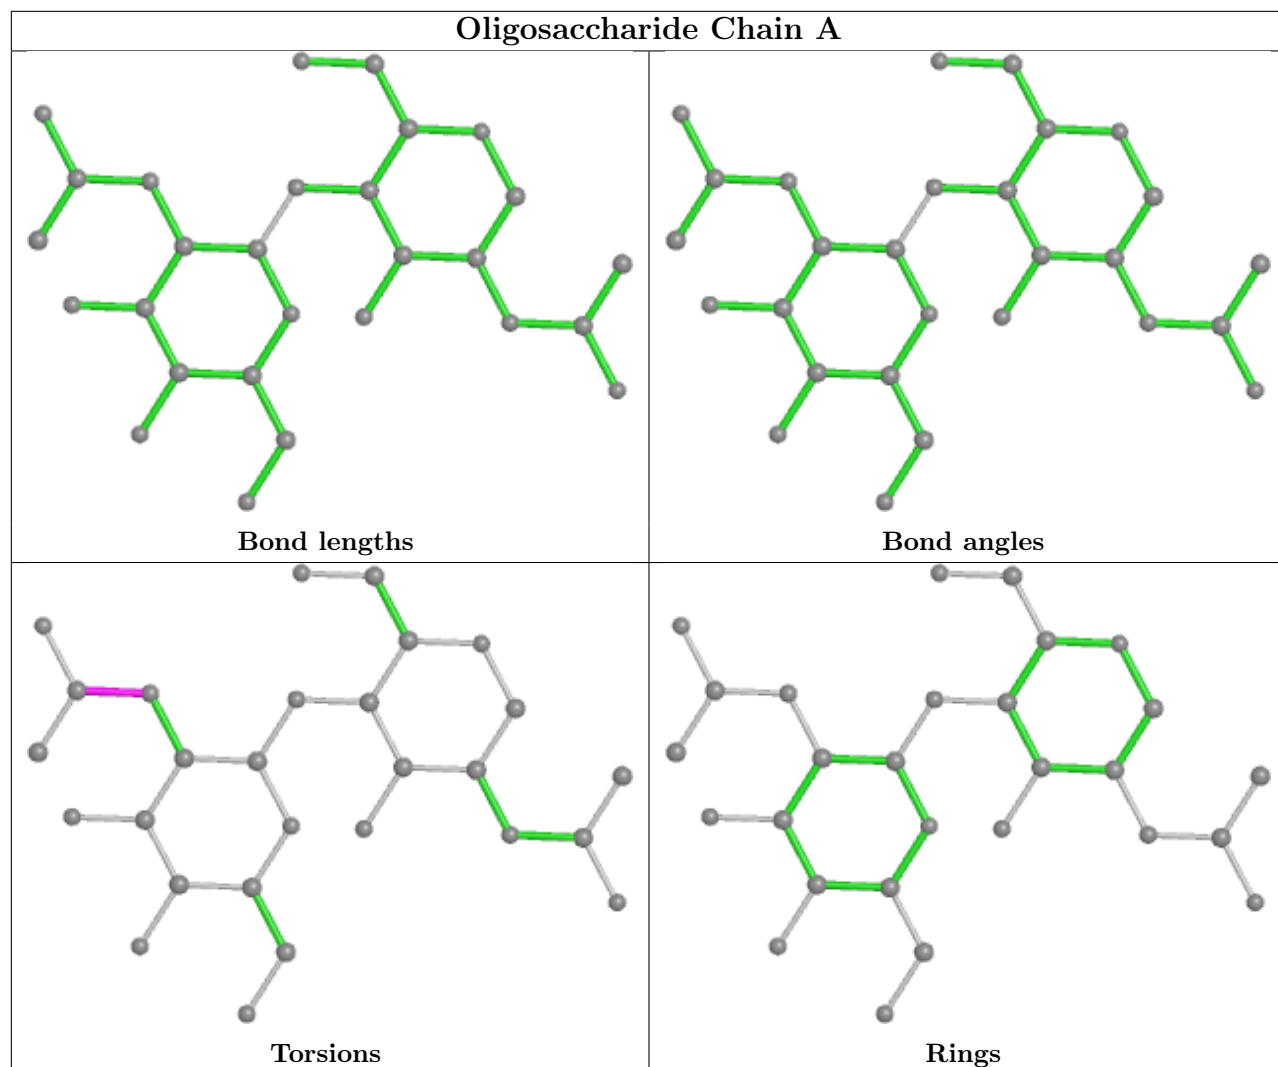 Oligosaccharide Chain A
Bond lengths
Bond angles
Torsions
Rings